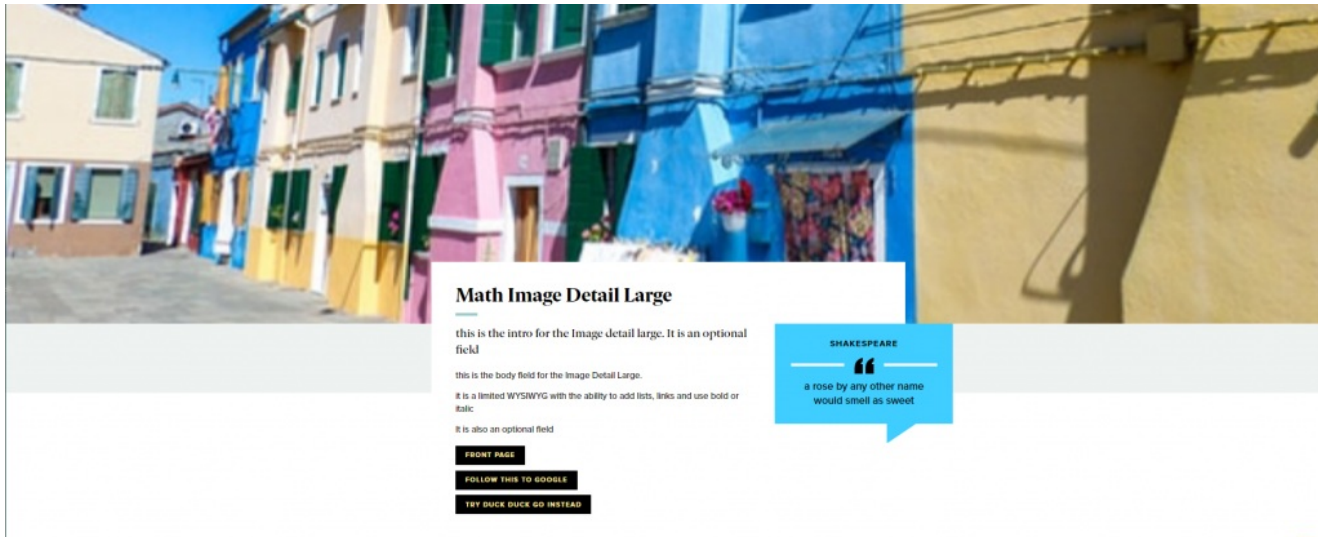 Math Image Detail Large
this is the intro for the Image detail large. It is an optional
field
this is the body field for the Image Detail Large.
it is a limited WYSIWYG with the ability to add lists, links and use bold or
italic
It is also an optional field
FRONT PAGE
FOLLOW THIS TO GOOGLE
TRY DUCK DUCK GO INSTEAD
SHAKESPEARE
“
a rose by any other name
would smell as sweet